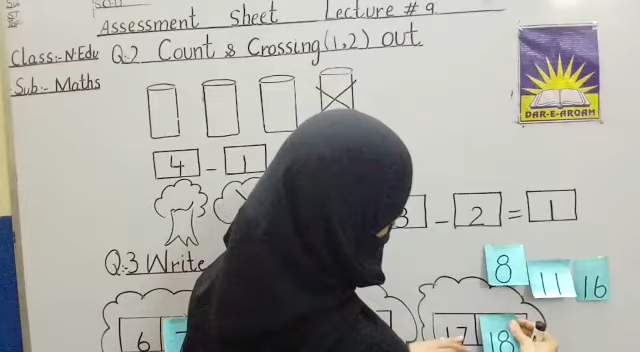 Assessment Sheet Lecture # 9
Class:- N-Edu
Q:2 Count & Crossing (1,2) out
Sub:- Maths
DAR-E-ARQAM
4 - 1
3 - 2 = 1
Q:3 Write
8 11 16
6 17 18